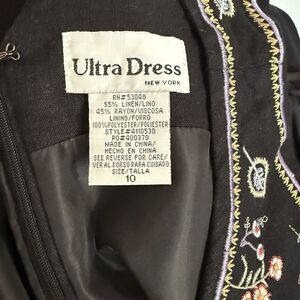 Ultra Dress
NEW YORK
RN#53048
55% LINEN/LINO
45% RAYON/VISCOSA
LINING/FORRO
100%POLYESTER/POLIESTER
STYLE#4110530
PO#400370
MADE IN CHINA/
HECHO EN CHINA
SEE REVERSE FOR CARE/
VER AL DORSO PARA CUIDADO
SIZE/TALLA
10